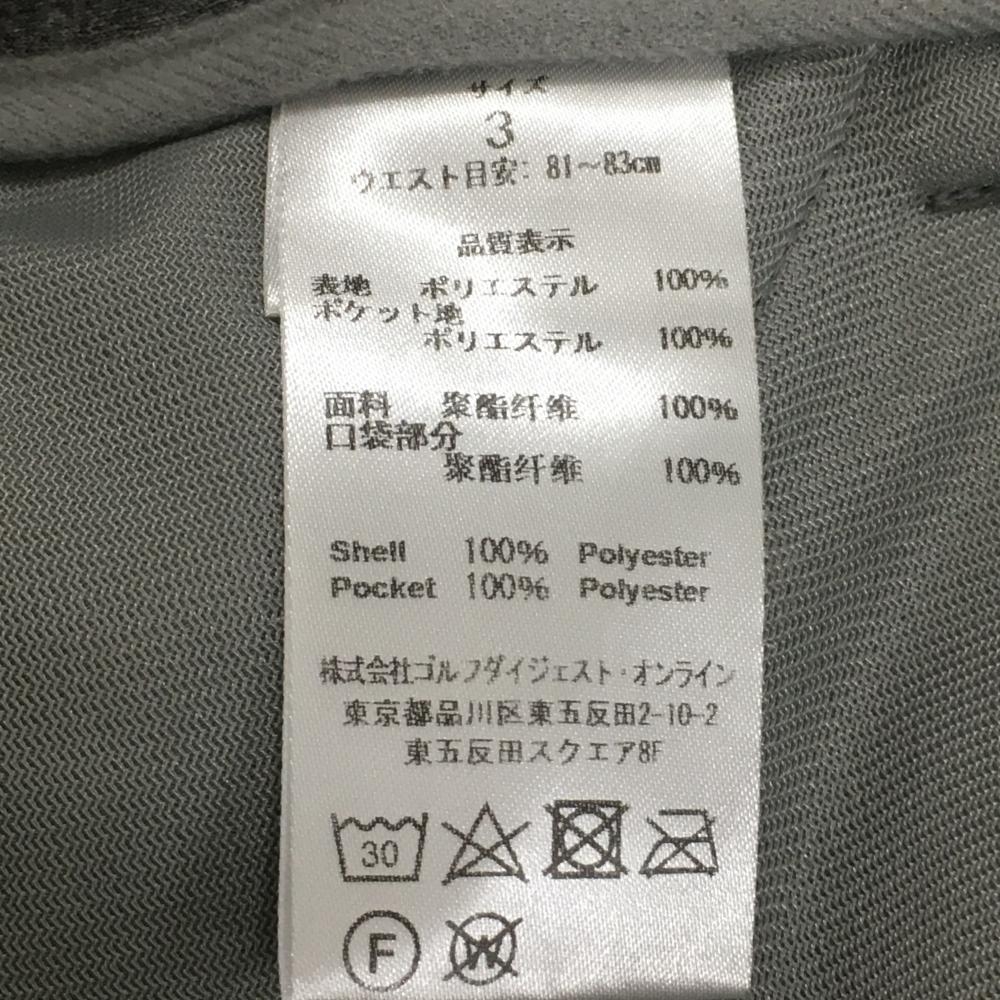 サイズ
3
ウエスト目安: 81～83cm
品質表示
表地 ポリエステル 100%
ポケット地
ポリエステル 100%
面料 聚酯纤维 100%
口袋部分
聚酯纤维 100%
Shell 100% Polyester
Pocket 100% Polyester
株式会社ゴルフダイジェスト・オンライン
東京都品川区東五反田2-10-2
東五反田スクエア8F
30
F W